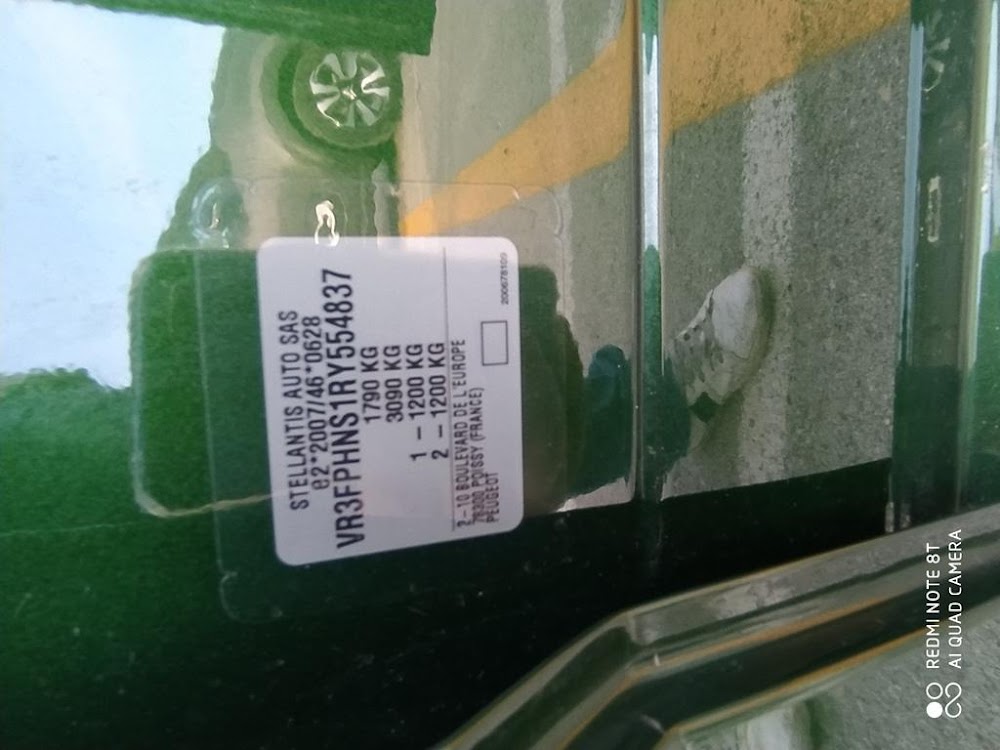 STELLANTIS AUTO SAS
e2*2007/46*0628
VR3FPHNS1RY554837
1790 KG
3090 KG
1 - 1200 KG
2 - 1200 KG
2-10 BOULEVARD DE L'EUROPE
78300 POISSY (FRANCE)
PEUGEOT
200678109
REDMI NOTE 8T
AI QUAD CAMERA